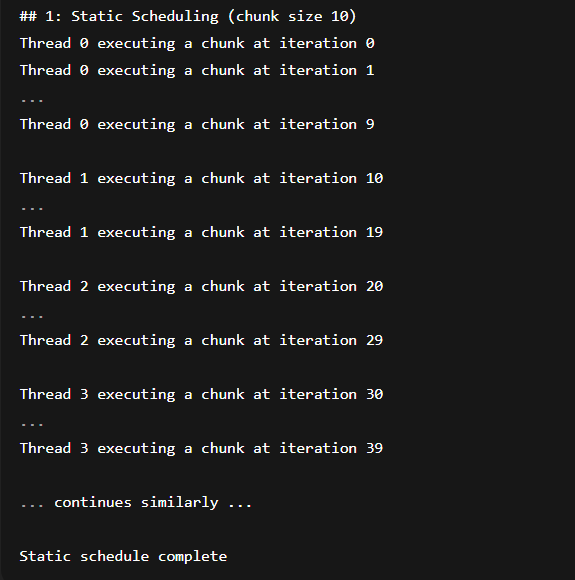 ## 1: Static Scheduling (chunk size 10)
Thread 0 executing a chunk at iteration 0
Thread 0 executing a chunk at iteration 1
...
Thread 0 executing a chunk at iteration 9
Thread 1 executing a chunk at iteration 10
...
Thread 1 executing a chunk at iteration 19
Thread 2 executing a chunk at iteration 20
...
Thread 2 executing a chunk at iteration 29
Thread 3 executing a chunk at iteration 30
...
Thread 3 executing a chunk at iteration 39
... continues similarly ...
Static schedule complete